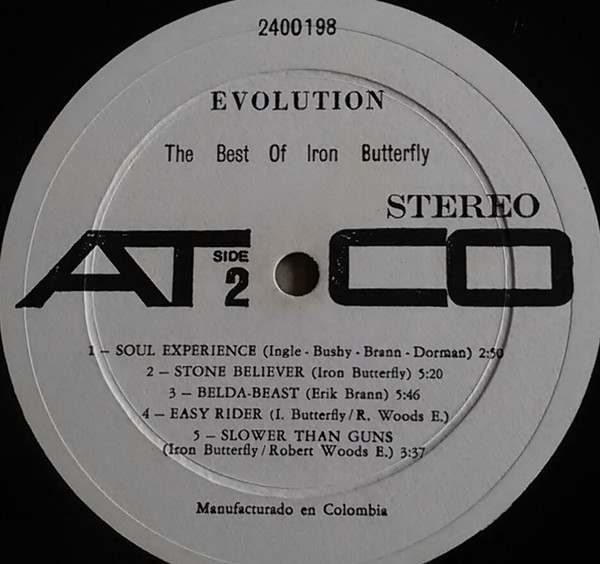 2400198
EVOLUTION
The Best Of Iron Butterfly
STEREO
ATCO
SIDE
2
1 – SOUL EXPERIENCE (Ingle - Bushy - Brann - Dorman) 2:50
2 – STONE BELIEVER (Iron Butterfly) 5:20
3 – BELDA-BEAST (Erik Brann) 5:46
4 – EASY RIDER (I. Butterfly/R. Woods E.)
5 – SLOWER THAN GUNS
(Iron Butterfly/Robert Woods E.) 3:37
Manufacturado en Colombia